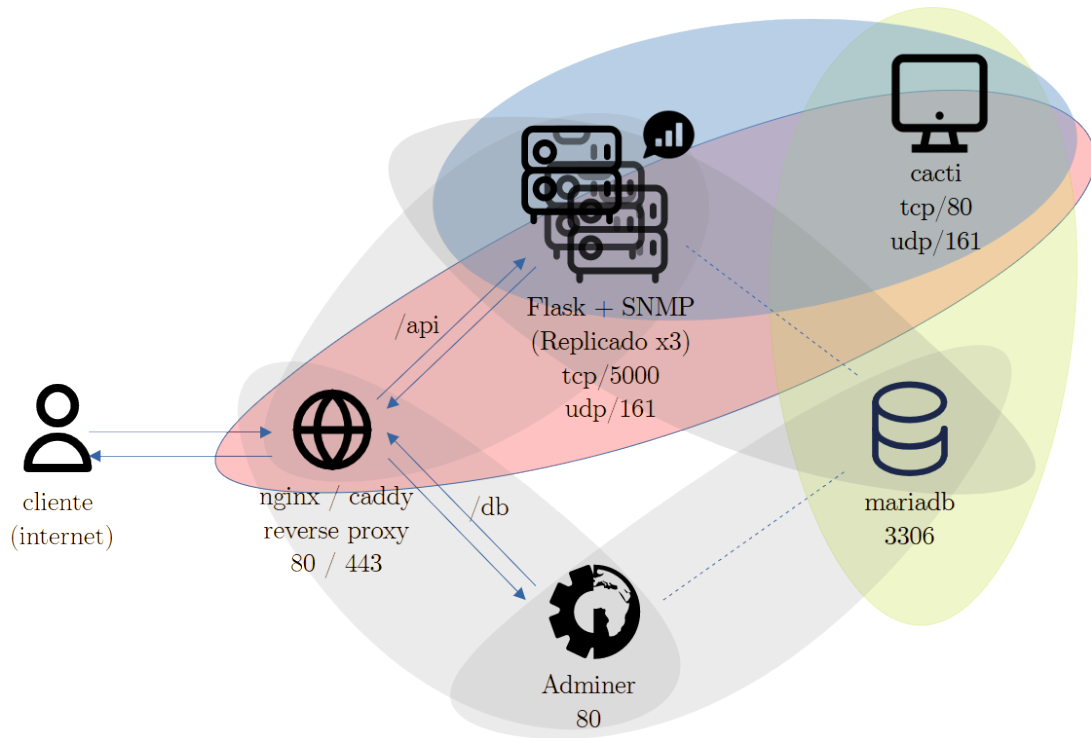 cacti
tcp/80
udp/161
Flask + SNMP
(Replicado x3)
tcp/5000
udp/161
/api
cliente
(internet)
nginx / caddy
reverse proxy
80 / 443
/db
mariadb
3306
Adminer
80